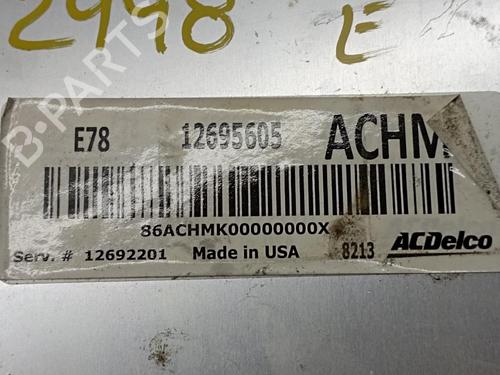 2998 E
B-PARTS
E78 12695605 ACHM
86ACHMK00000000X
Serv. # 12692201 Made in USA 8213 ACDelco